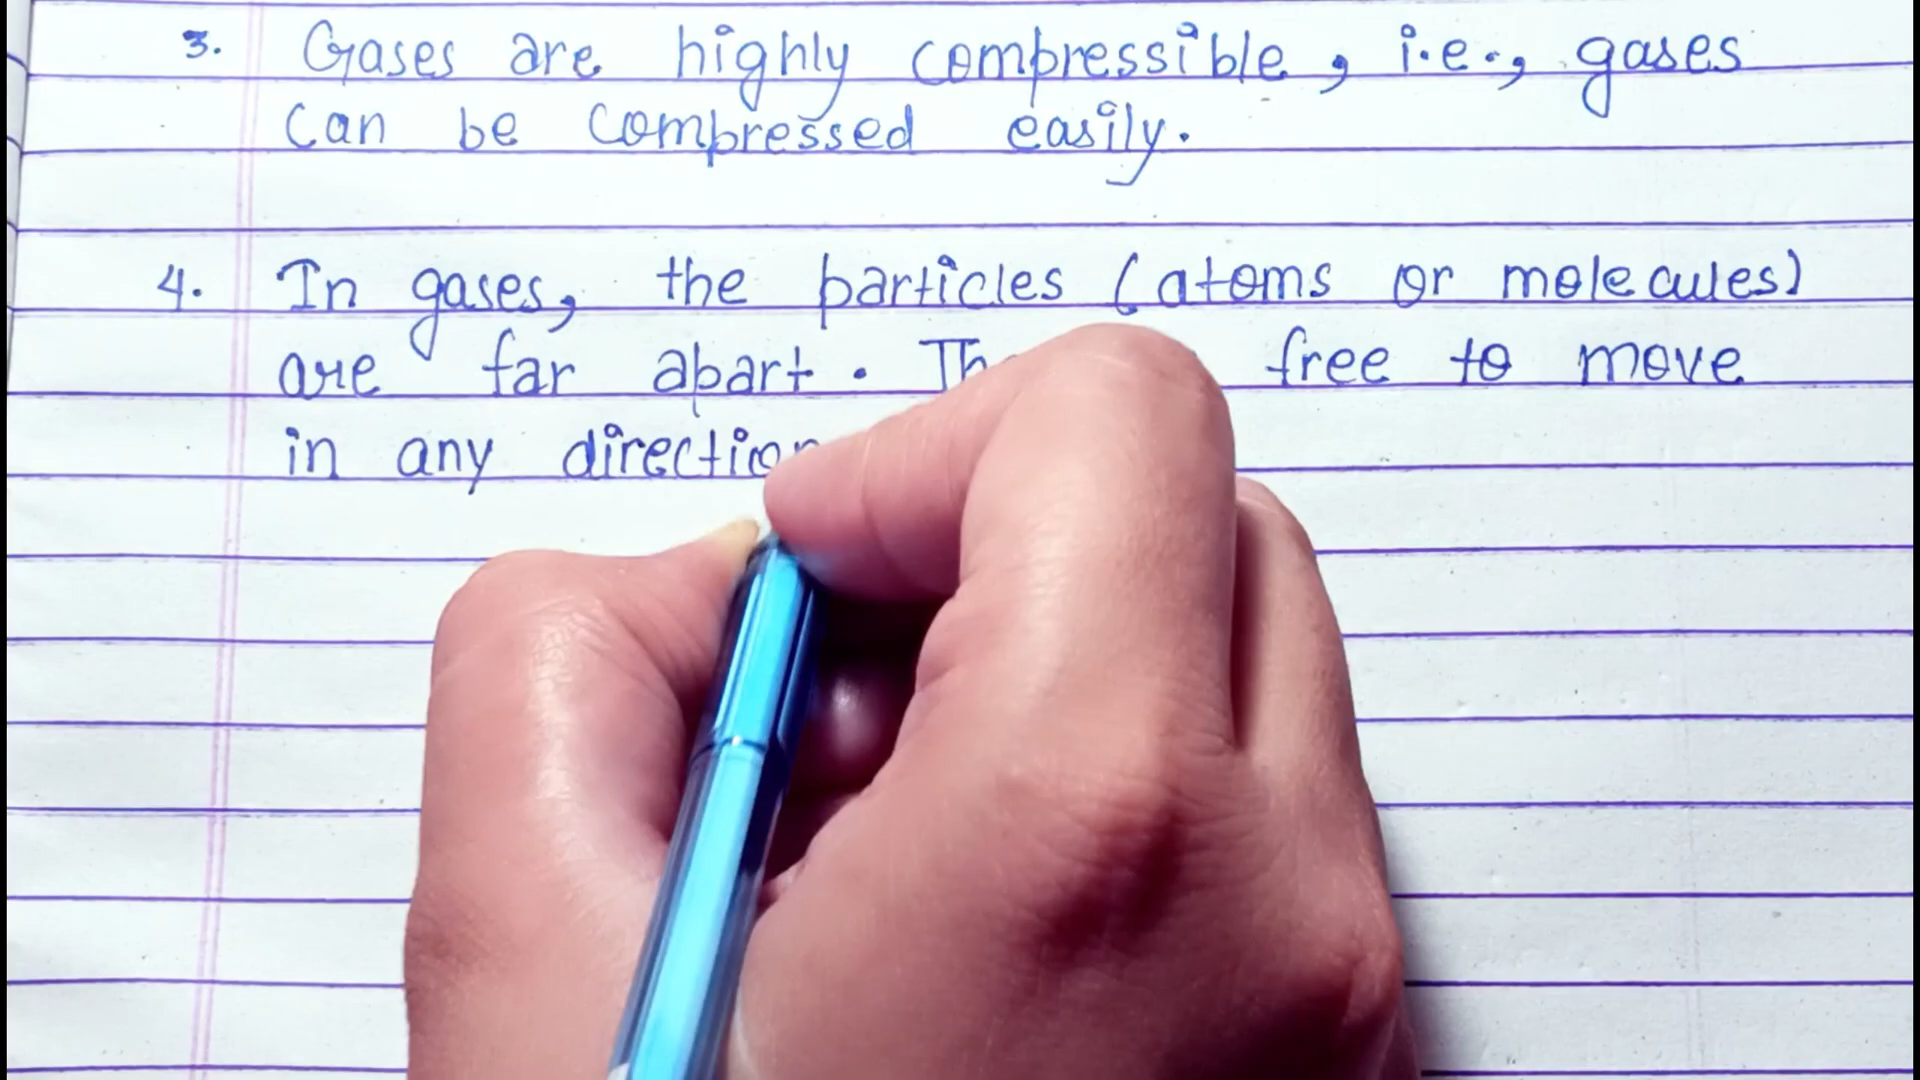 3. Gases are highly compressible, i.e., gases
can be compressed easily.
4. In gases, the particles (atoms or molecules)
are far apart. free to move
in any direction